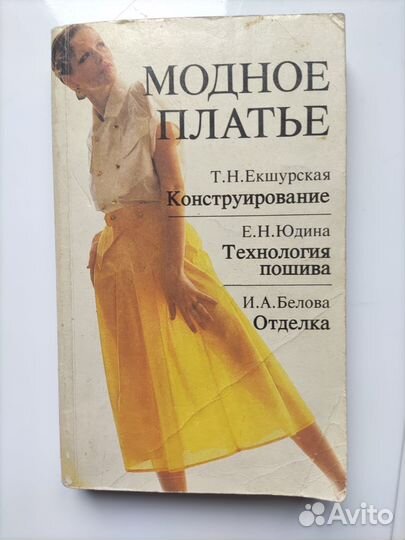 МОДНОЕ
ПЛАТЬЕ
Т.Н.Екшурская
Конструирование
Е.Н.Юдина
Технология
пошива
И.А.Белова
Отделка
Avito